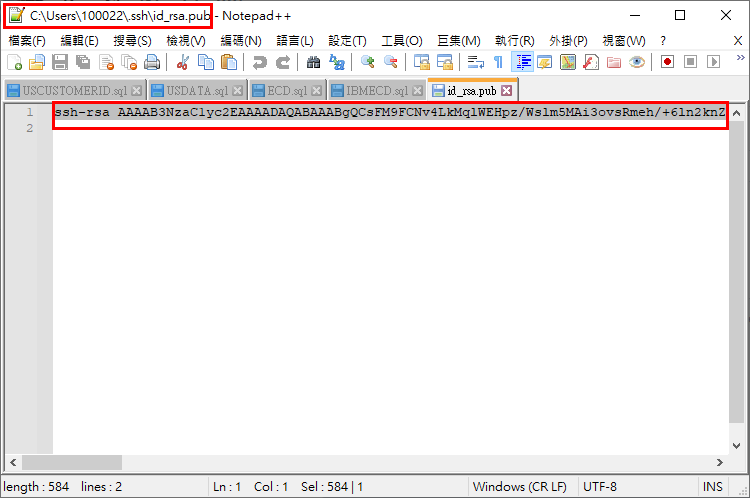 C:\Users\100022\.ssh\id_rsa.pub - Notepad++
檔案(F) 編輯(E) 搜尋(S) 檢視(V) 編碼(N) 語言(L) 設定(T) 工具(O) 巨集(M) 執行(R) 外掛(P) 視窗(W) ? X
USCUSTOMERID.sql USDATA.sql ECD.sql IBMECD.sql id_rsa.pub
1 ssh-rsa AAAAB3NzaC1yc2EAAAADAQABAAABgQCsFM9FCNv4LkMqlWEHpz/Wslm5MAi3ovsRmeh/+6ln2knZ
2
length : 584 lines : 2 Ln : 1 Col : 1 Sel : 584 | 1 Windows (CR LF) UTF-8 INS